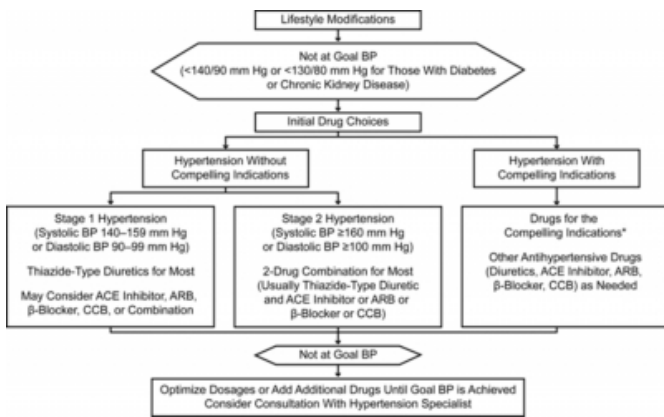 Lifestyle Modifications
Not at Goal BP
(<140/90 mm Hg or <130/80 mm Hg for Those With Diabetes
or Chronic Kidney Disease)
Initial Drug Choices
Hypertension Without
Compelling Indications
Hypertension With
Compelling Indications
Stage 1 Hypertension
(Systolic BP 140–159 mm Hg
or Diastolic BP 90–99 mm Hg)
Thiazide-Type Diuretics for Most
May Consider ACE Inhibitor, ARB,
β-Blocker, CCB, or Combination
Stage 2 Hypertension
(Systolic BP ≥160 mm Hg
or Diastolic BP ≥100 mm Hg)
2-Drug Combination for Most
(Usually Thiazide-Type Diuretic
and ACE Inhibitor or ARB or
β-Blocker or CCB)
Drugs for the
Compelling Indications*
Other Antihypertensive Drugs
(Diuretics, ACE Inhibitor, ARB,
β-Blocker, CCB) as Needed
Not at Goal BP
Optimize Dosages or Add Additional Drugs Until Goal BP is Achieved
Consider Consultation With Hypertension Specialist